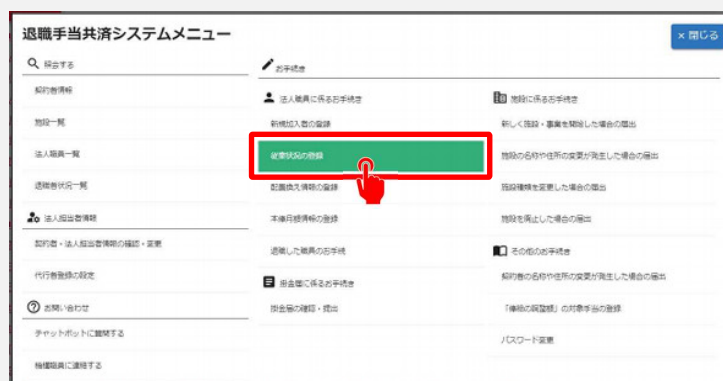 退職手当共済システムメニュー
× 閉じる
照会する
契約者情報
施設一覧
法人職員一覧
退職者状況一覧
法人担当者情報
契約者・法人担当者情報の確認・変更
代行者登録の設定
お問い合わせ
チャットボットに質問する
機構職員に連絡する
お手続き
法人職員に係るお手続き
新規加入者の登録
従業状況の登録
配置換え情報の登録
本俸月額情報の登録
退職した職員のお手続
掛金届に係るお手続き
掛金届の確認・提出
施設に係るお手続き
新しく施設・事業を開始した場合の届出
施設の名称や住所の変更が発生した場合の届出
施設種類を変更した場合の届出
施設を廃止した場合の届出
その他のお手続き
契約者の名称や住所の変更が発生した場合の届出
「俸給の調整額」の対象手当の登録
パスワード変更